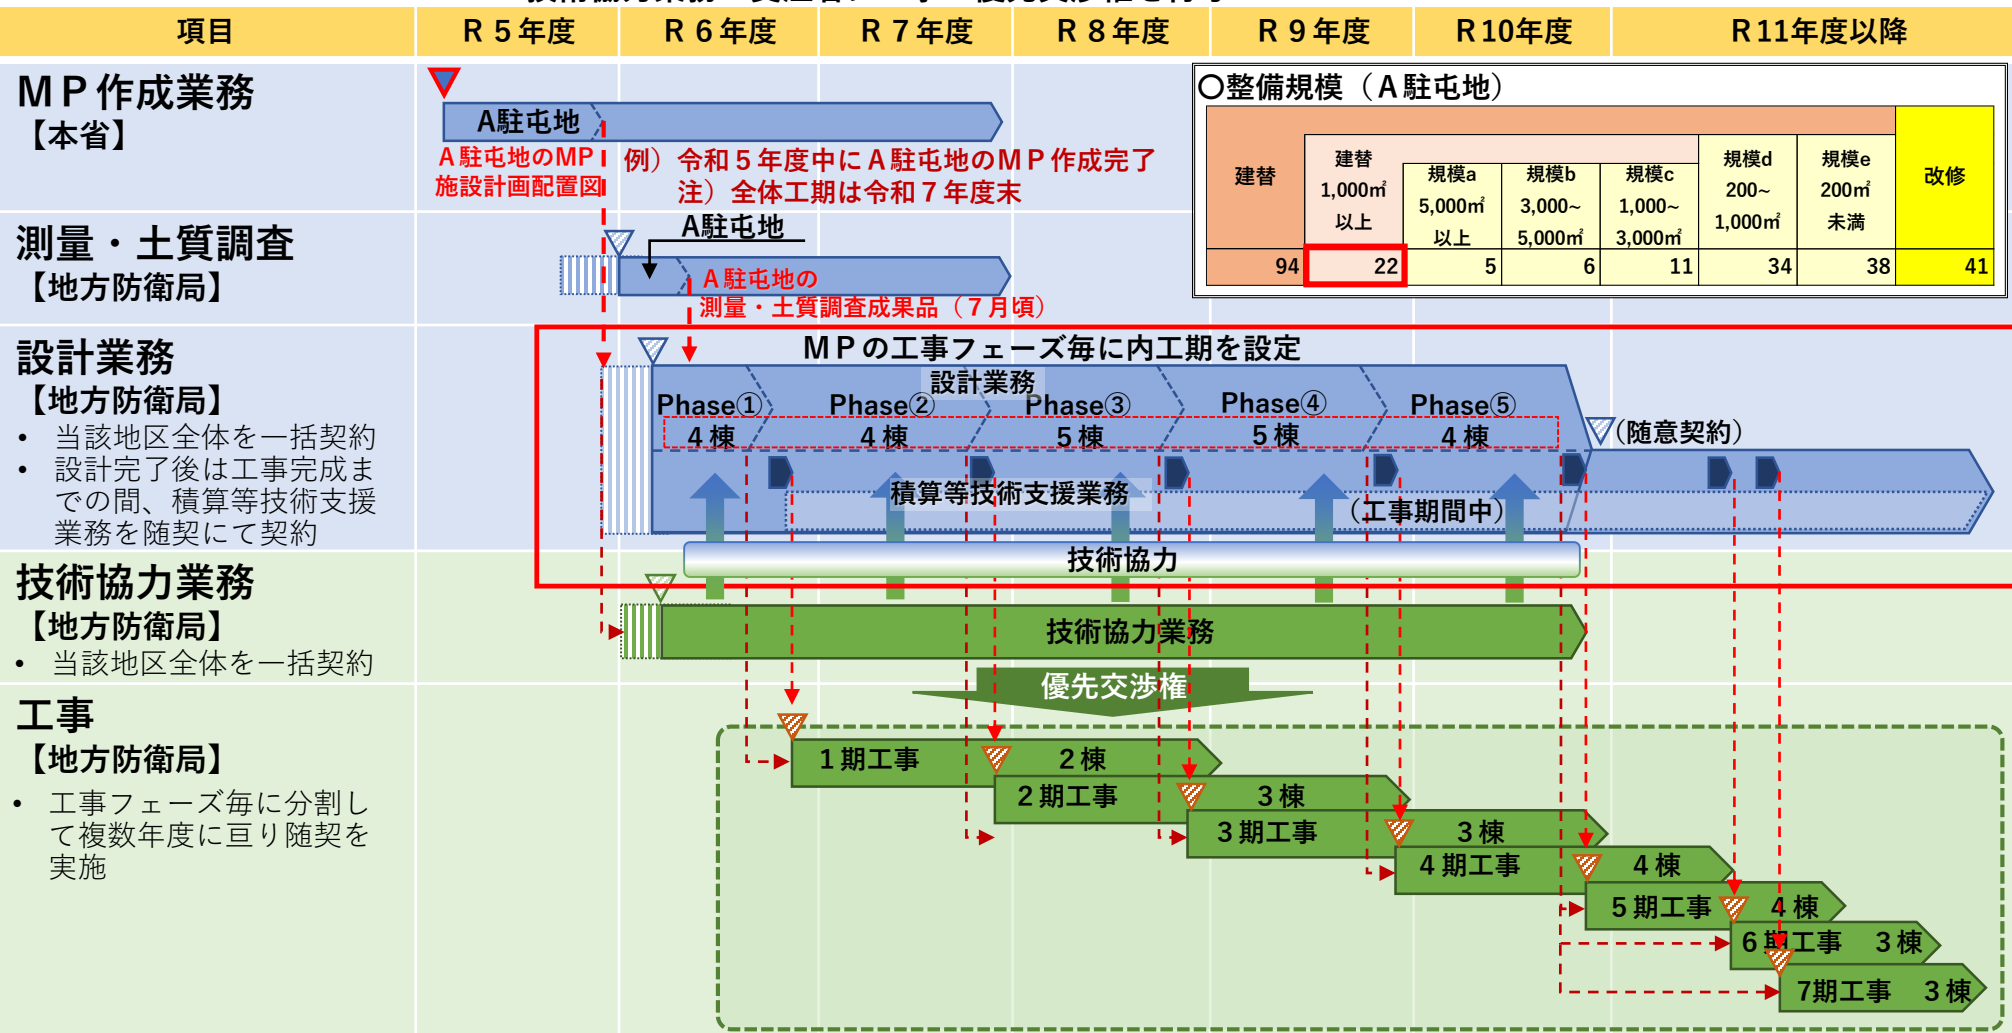 項目
R5年度
R6年度
R7年度
R8年度
R9年度
R10年度
R11年度以降
MP作成業務
【本省】
A駐屯地
A駐屯地のMP
施設計画配置図
例）令和5年度中にA駐屯地のMP作成完了
注）全体工期は令和7年度末
〇整備規模（A駐屯地）
建替
建替
1,000㎡
以上
規模a
5,000㎡
以上
規模b
3,000~
5,000㎡
規模c
1,000~
3,000㎡
規模d
200~
1,000㎡
規模e
200㎡
未満
改修
94
22
5
6
11
34
38
41
測量・土質調査
【地方防衛局】
A駐屯地
A駐屯地の
測量・土質調査成果品（7月頃）
設計業務
【地方防衛局】
• 当該地区全体を一括契約
• 設計完了後は工事完成ま
での間、積算等技術支援
業務を随契にて契約
MPの工事フェーズ毎に内工期を設定
設計業務
Phase①
4棟
Phase②
4棟
Phase③
5棟
Phase④
5棟
Phase⑤
4棟
(随意契約)
積算等技術支援業務
(工事期間中)
技術協力
技術協力業務
【地方防衛局】
• 当該地区全体を一括契約
技術協力業務
優先交渉権
工事
【地方防衛局】
• 工事フェーズ毎に分割し
て複数年度に亘り随契を
実施
1期工事 2棟
2期工事 3棟
3期工事 3棟
4期工事 4棟
5期工事 4棟
6期工事 3棟
7期工事 3棟